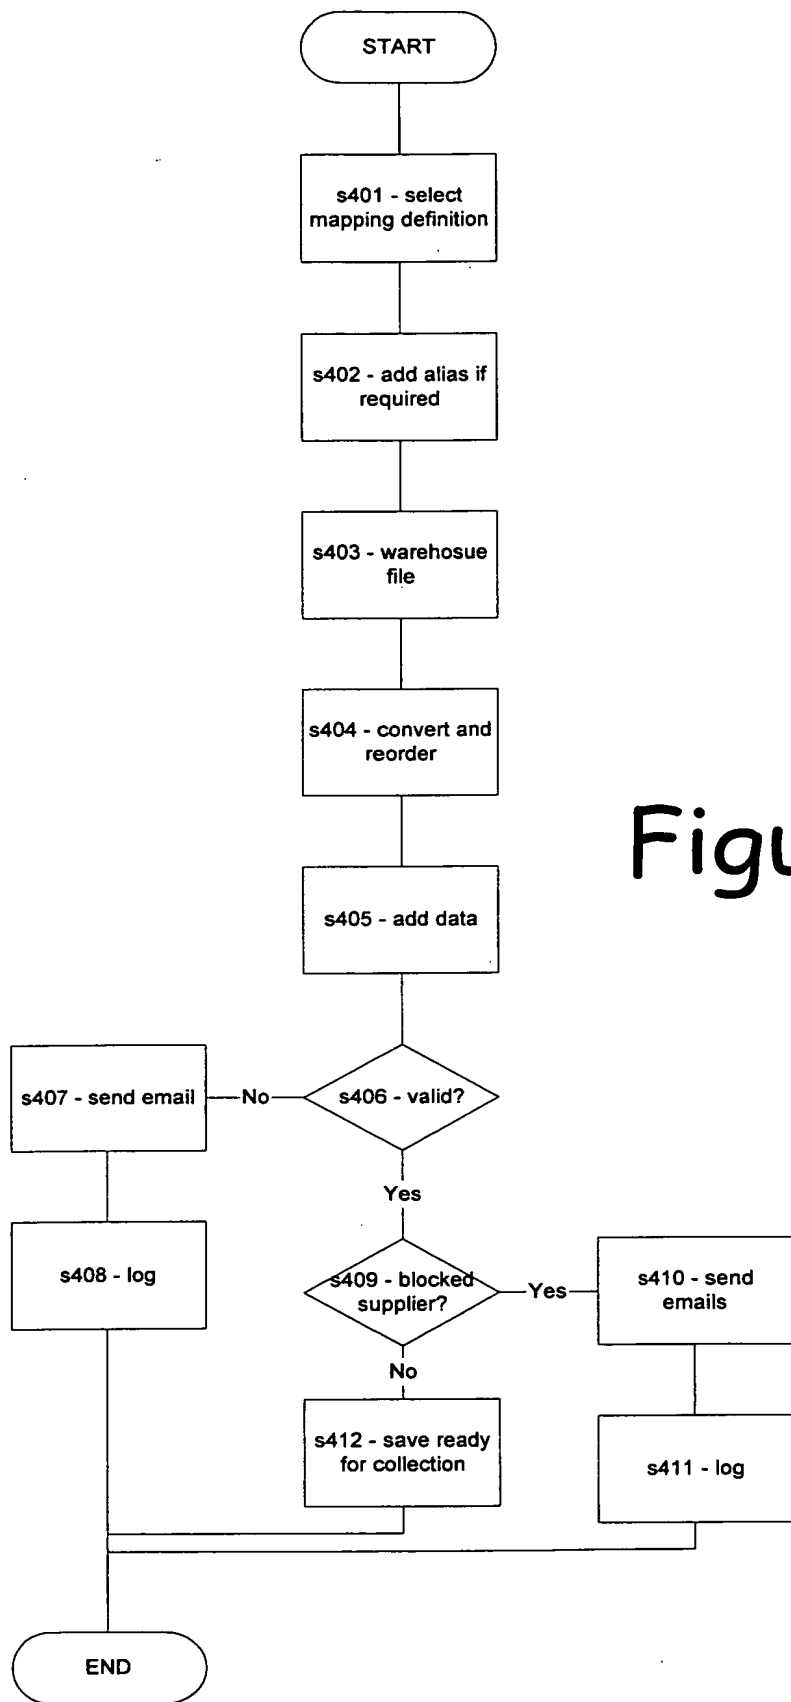 START
s401 - select
mapping definition
s402 - add alias if
required
s403 - warehosue
file
s404 - convert and
reorder
s405 - add data
s406 - valid?
No
s407 - send email
s408 - log
Yes
s409 - blocked
supplier?
Yes
s410 - send
emails
s411 - log
No
s412 - save ready
for collection
END